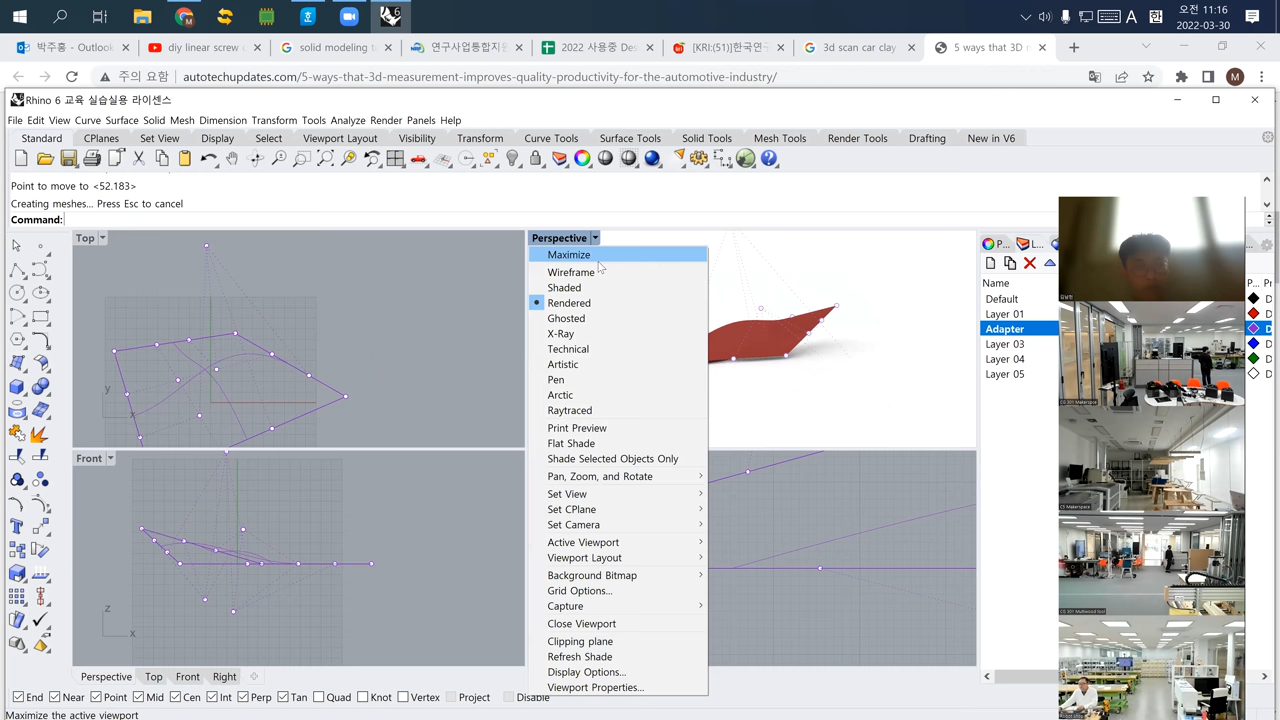 6
오전 11:16
2022-03-30
A 한
박주홍 - Outlook
diy linear screw
solid modeling t
연구사업통합지원
2022 사용중 De
[KRI:(51)]한국연구
3d scan car clay
5 ways that 3D m
주의 요함
autotechupdates.com/5-ways-that-3d-measurement-improves-quality-productivity-for-the-automotive-industry/
M
Rhino 6 교육 실습실용 라이센스
File Edit View Curve Surface Solid Mesh Dimension Transform Tools Analyze Render Panels Help
Standard CPlanes Set View Display Select Viewport Layout Visibility Transform Curve Tools Surface Tools Solid Tools Mesh Tools Render Tools Drafting New in V6
Point to move to <52.183>
Creating meshes... Press Esc to cancel
Command:
Top
Perspective
Maximize
Wireframe
Shaded
Rendered
Ghosted
X-Ray
Technical
Artistic
Pen
Arctic
Raytraced
Print Preview
Flat Shade
Shade Selected Objects Only
Pan, Zoom, and Rotate
Set View
Set CPlane
Set Camera
Active Viewport
Viewport Layout
Background Bitmap
Grid Options...
Capture
Close Viewport
Clipping plane
Refresh Shade
Display Options...
Viewport Properties...
y
x
Front
z
x
P... L...
Name P... Pr
Default D
Layer 01 D
Adapter D
Layer 03 D
Layer 04 D
Layer 05 D
Perspective Top Front Right
End Near Point Mid Cen Int Perp Tan Quad Knot Vertex Project Disable
Maximize the active viewport